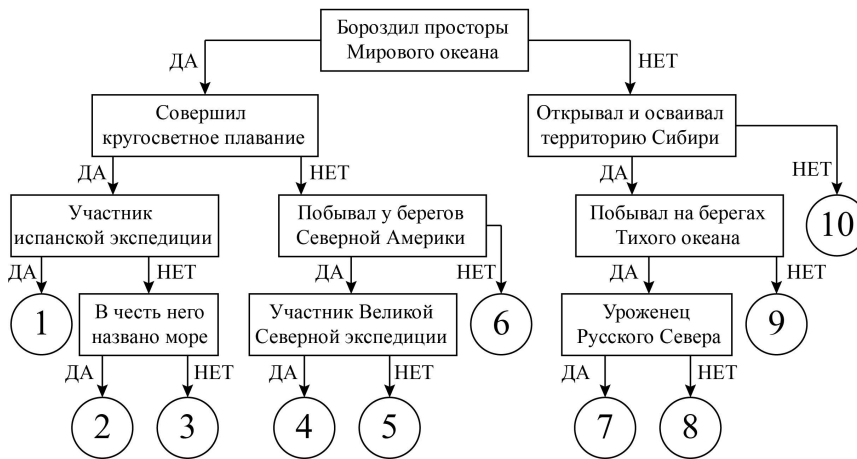 Бороздил просторы
Мирового океана
ДА
НЕТ
Совершил
кругосветное плавание
Открывал и осваивал
территорию Сибири
ДА
НЕТ
ДА
НЕТ
Участник
испанской экспедиции
Побывал у берегов
Северной Америки
Побывал на берегах
Тихого океана
10
ДА
НЕТ
ДА
НЕТ
ДА
НЕТ
1
В честь него
названо море
Участник Великой
Северной экспедиции
6
Уроженец
Русского Севера
9
ДА
НЕТ
ДА
НЕТ
ДА
НЕТ
2
3
4
5
7
8